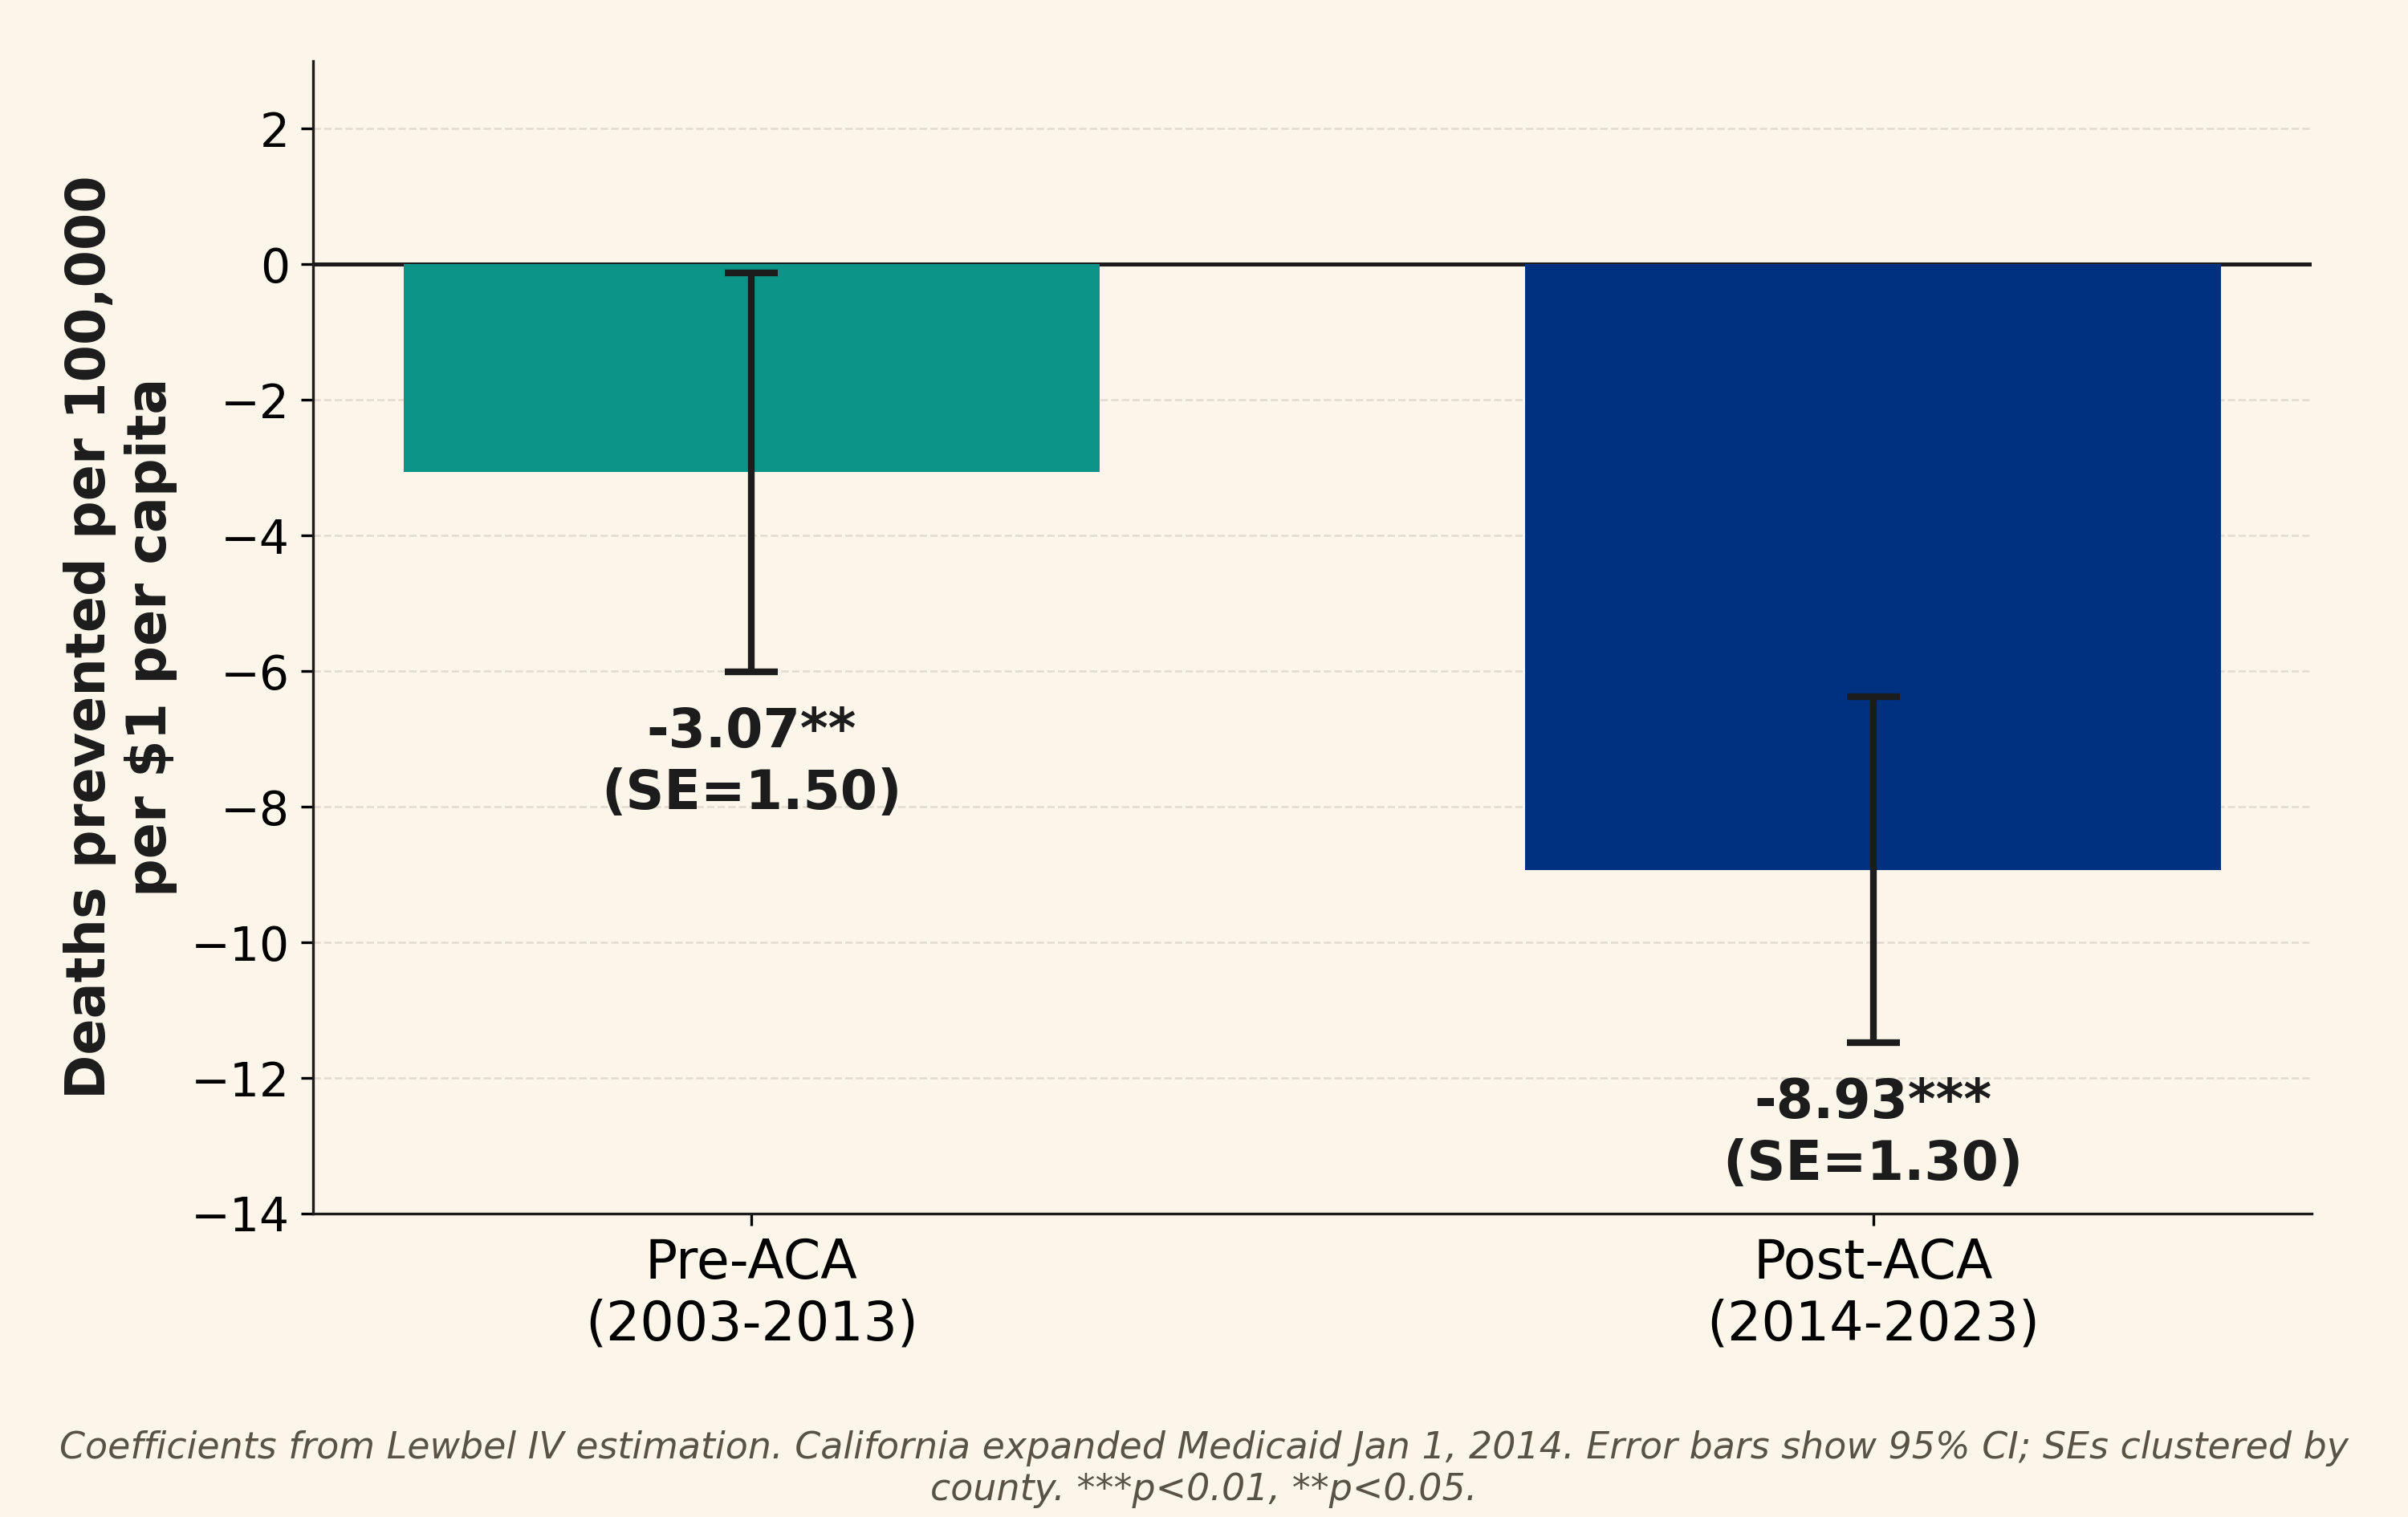 Deaths prevented per 100,000
per $1 per capita
2
0
−2
−4
−6
−8
−10
−12
−14
-3.07**
(SE=1.50)
-8.93***
(SE=1.30)
Pre-ACA
(2003-2013)
Post-ACA
(2014-2023)
Coefficients from Lewbel IV estimation. California expanded Medicaid Jan 1, 2014. Error bars show 95% CI; SEs clustered by
county. ***p<0.01, **p<0.05.